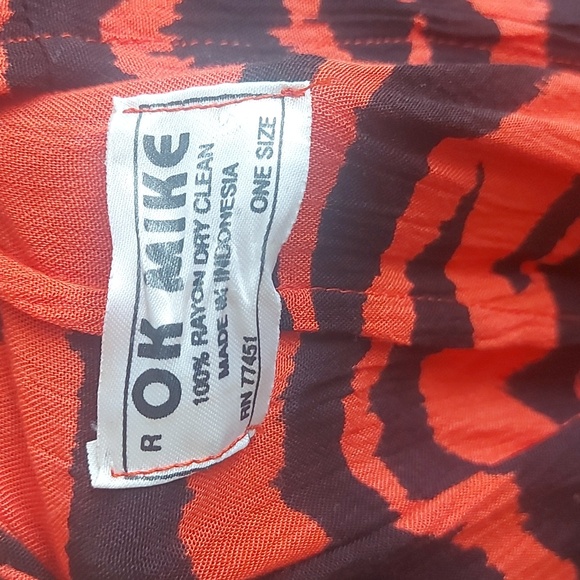 R OK MIKE
100% RAYON DRY CLEAN
MADE IN INDONESIA
RN 77451 ONE SIZE